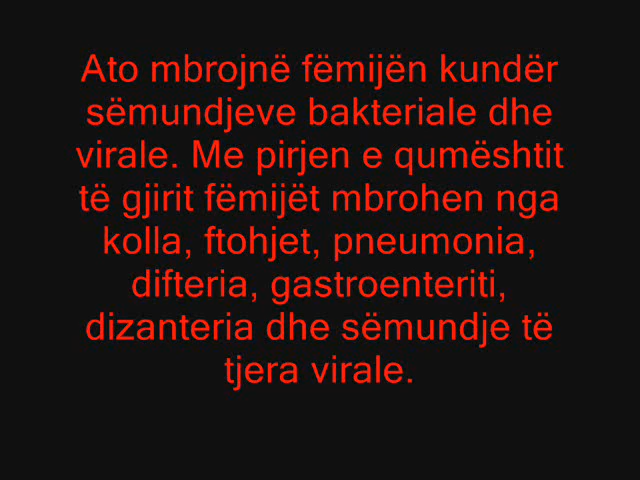 Ato mbrojnë fëmijën kundër
sëmundjeve bakteriale dhe
virale. Me pirjen e qumështit
të gjirit fëmijët mbrohen nga
kolla, ftohjet, pneumonia,
difteria, gastroenteriti,
dizanteria dhe sëmundje të
tjera virale.